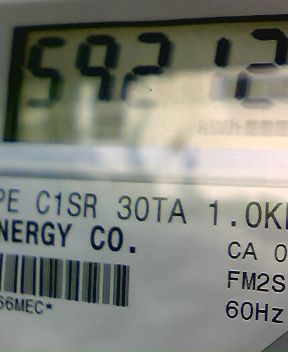 59212
kWh
PE C1SR 30TA 1.0K
NERGY CO.
CA 0
FM2S
66MEC*
60Hz